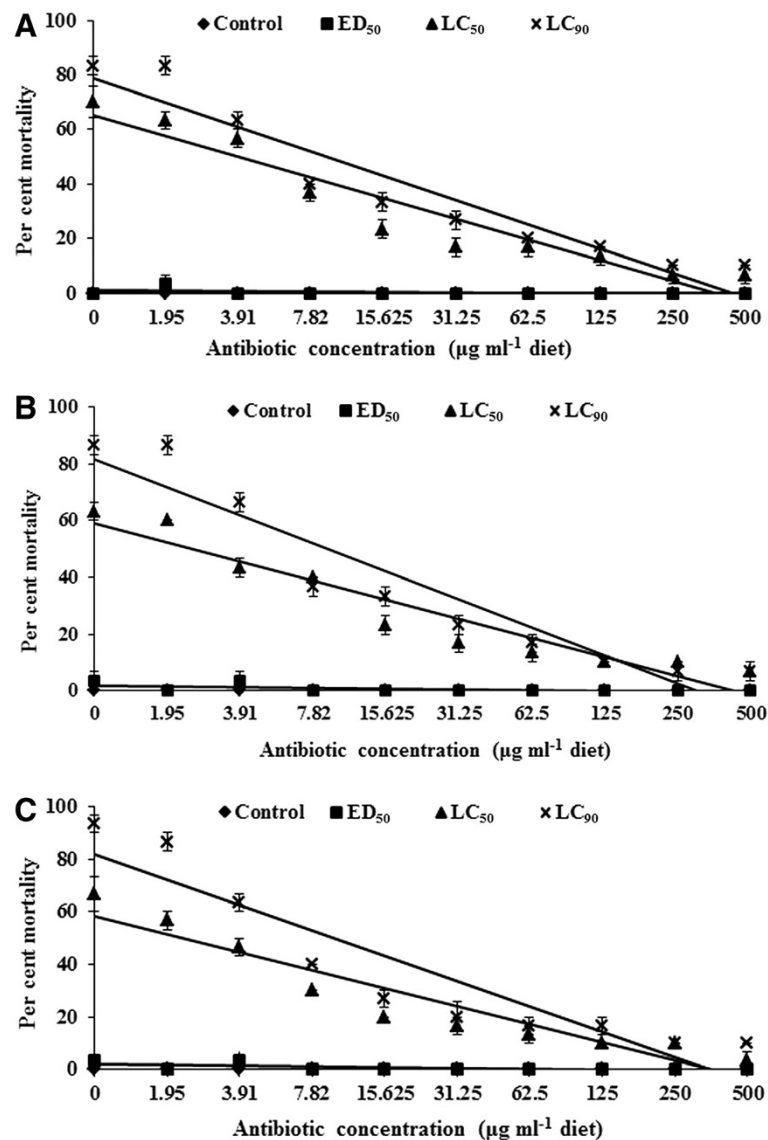 A
Control ED₅₀ LC₅₀ LC₉₀
100
80
60
40
20
0
Per cent mortality
0 1.95 3.91 7.82 15.625 31.25 62.5 125 250 500
Antibiotic concentration (µg ml⁻¹ diet)
B
Control ED₅₀ LC₅₀ LC₉₀
100
80
60
40
20
0
Per cent mortality
0 1.95 3.91 7.82 15.625 31.25 62.5 125 250 500
Antibiotic concentration (µg ml⁻¹ diet)
C
Control ED₅₀ LC₅₀ LC₉₀
100
80
60
40
20
0
Per cent mortality
0 1.95 3.91 7.82 15.625 31.25 62.5 125 250 500
Antibiotic concentration (µg ml⁻¹ diet)